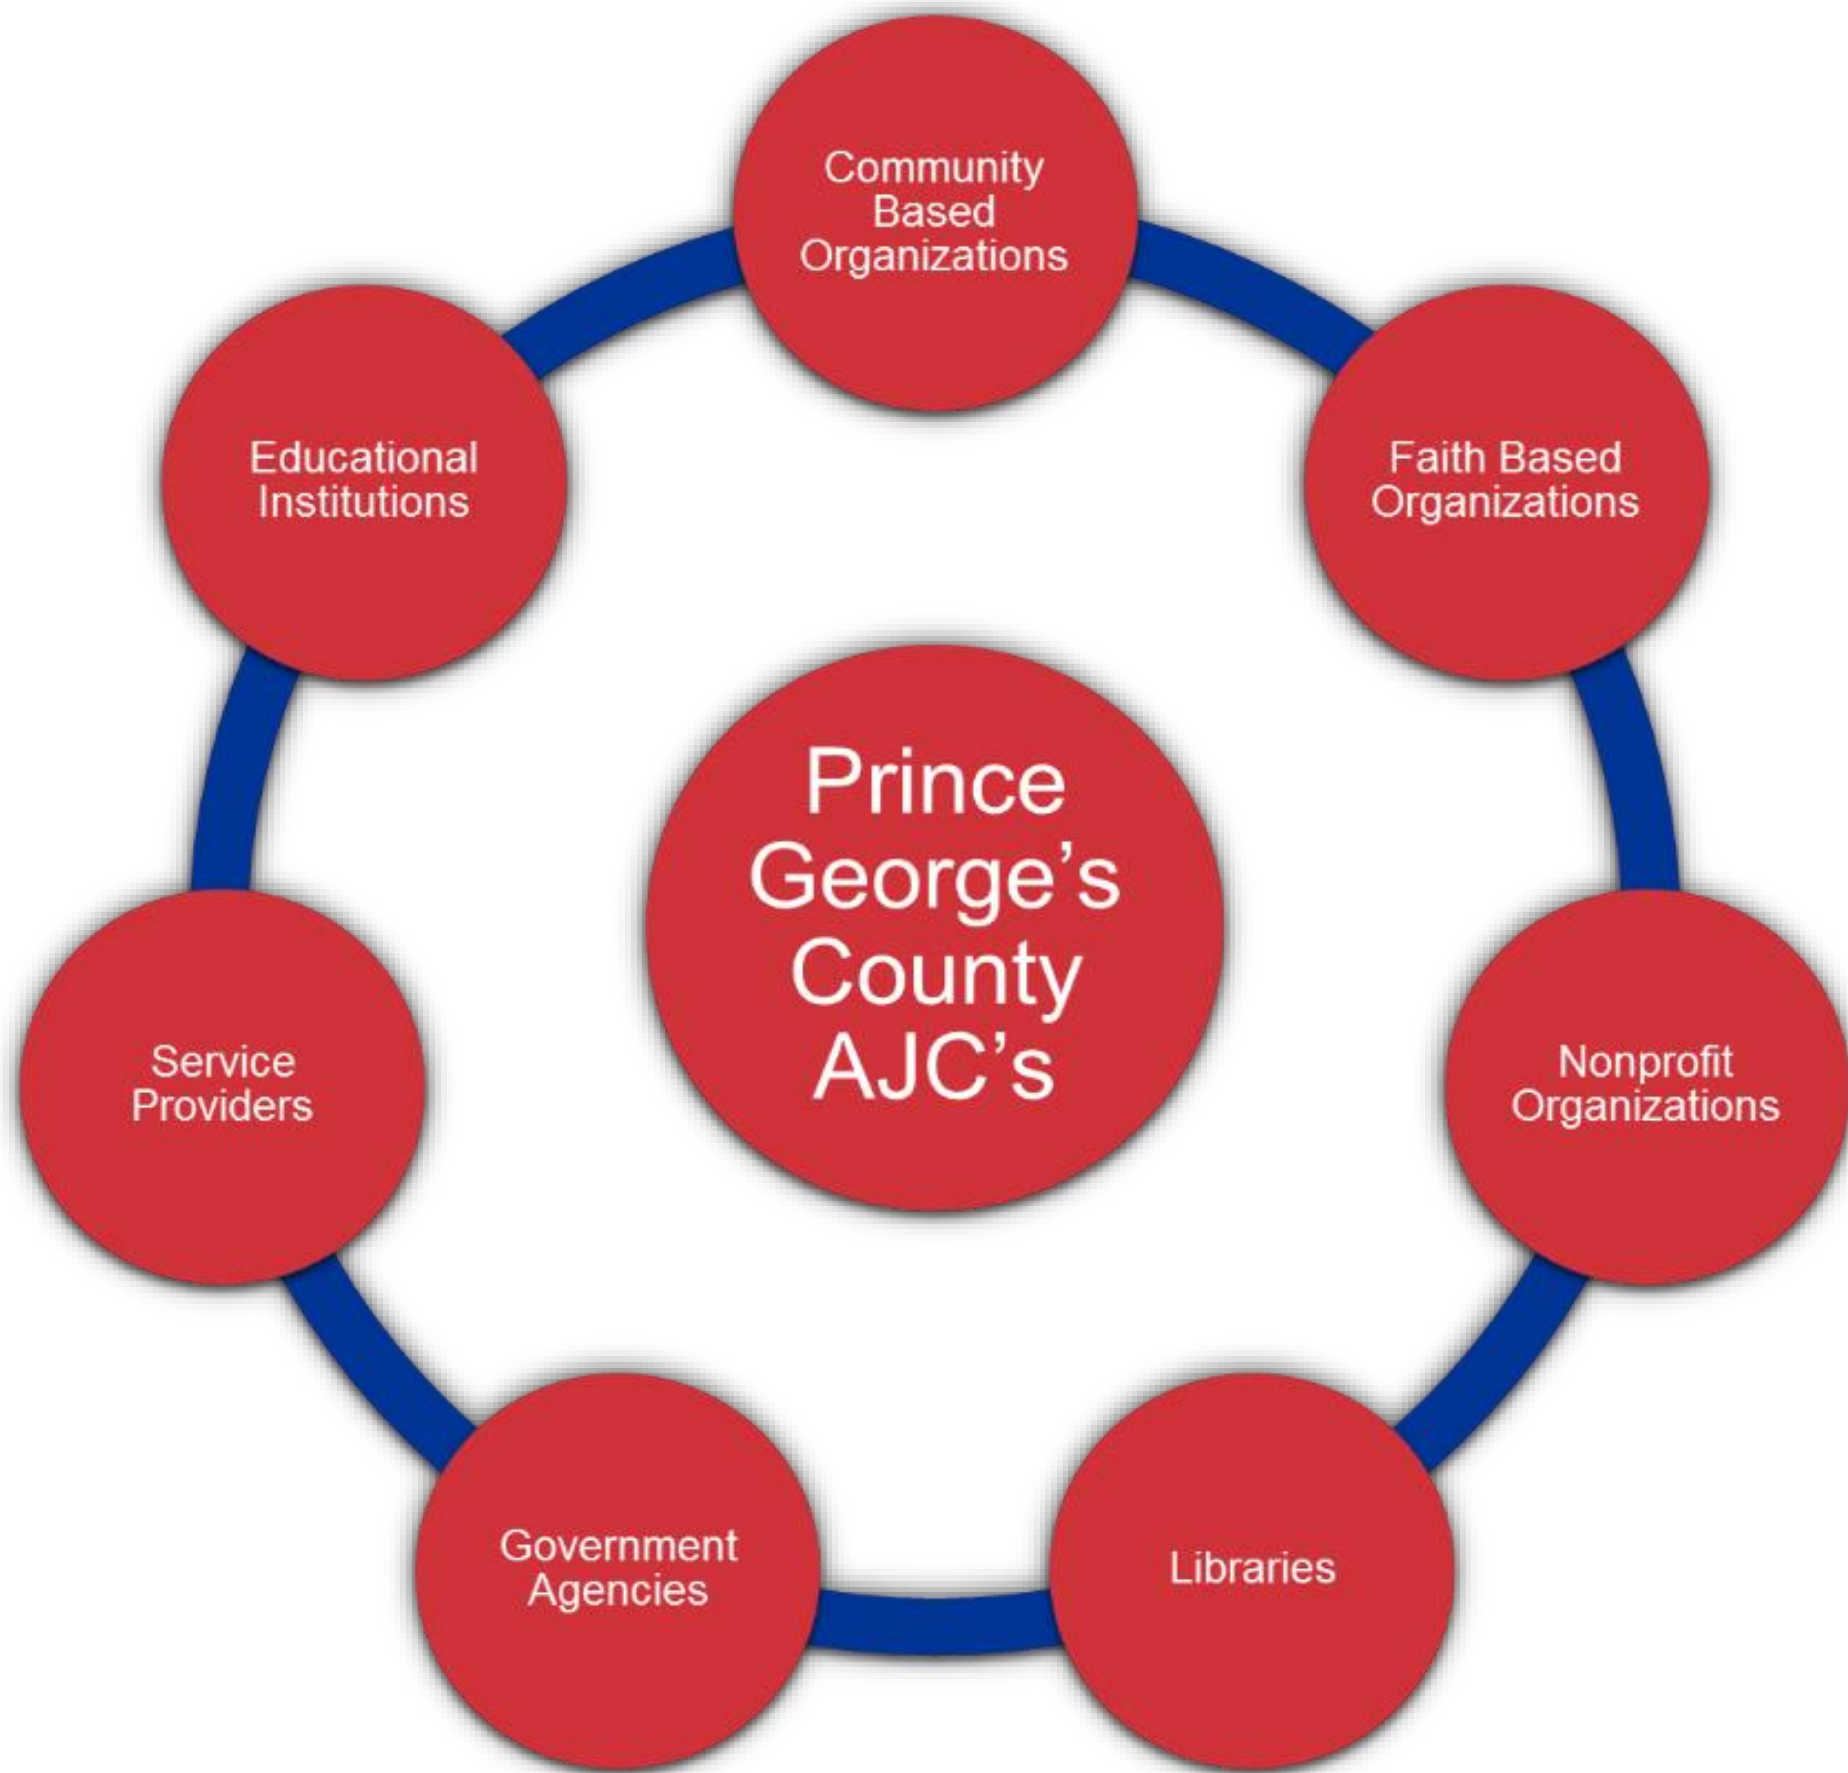 Community
Based
Organizations
Faith Based
Organizations
Nonprofit
Organizations
Libraries
Government
Agencies
Service
Providers
Educational
Institutions
Prince
George’s
County
AJC’s